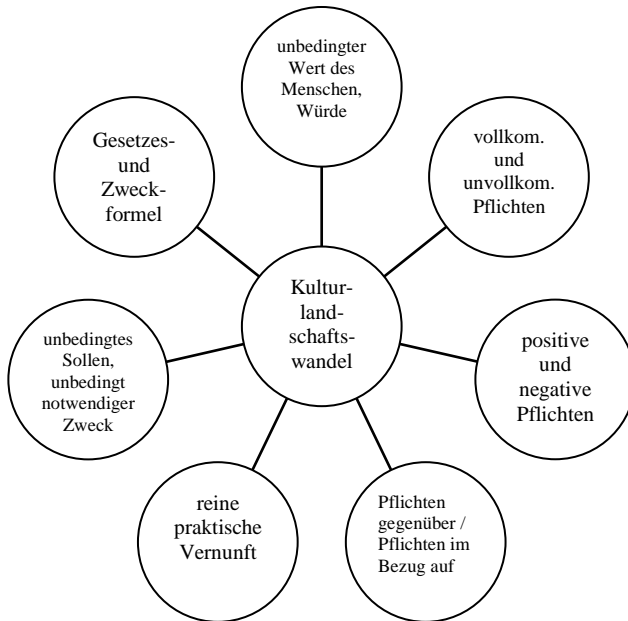 unbedingter
Wert des
Menschen,
Würde
Gesetzes-
und
Zweck-
formel
vollkom.
und
unvollkom.
Pflichten
Kultur-
land-
schafts-
wandel
unbedingtes
Sollen,
unbedingt
notwendiger
Zweck
positive
und
negative
Pflichten
reine
praktische
Vernunft
Pflichten
gegenüber /
Pflichten im
Bezug auf